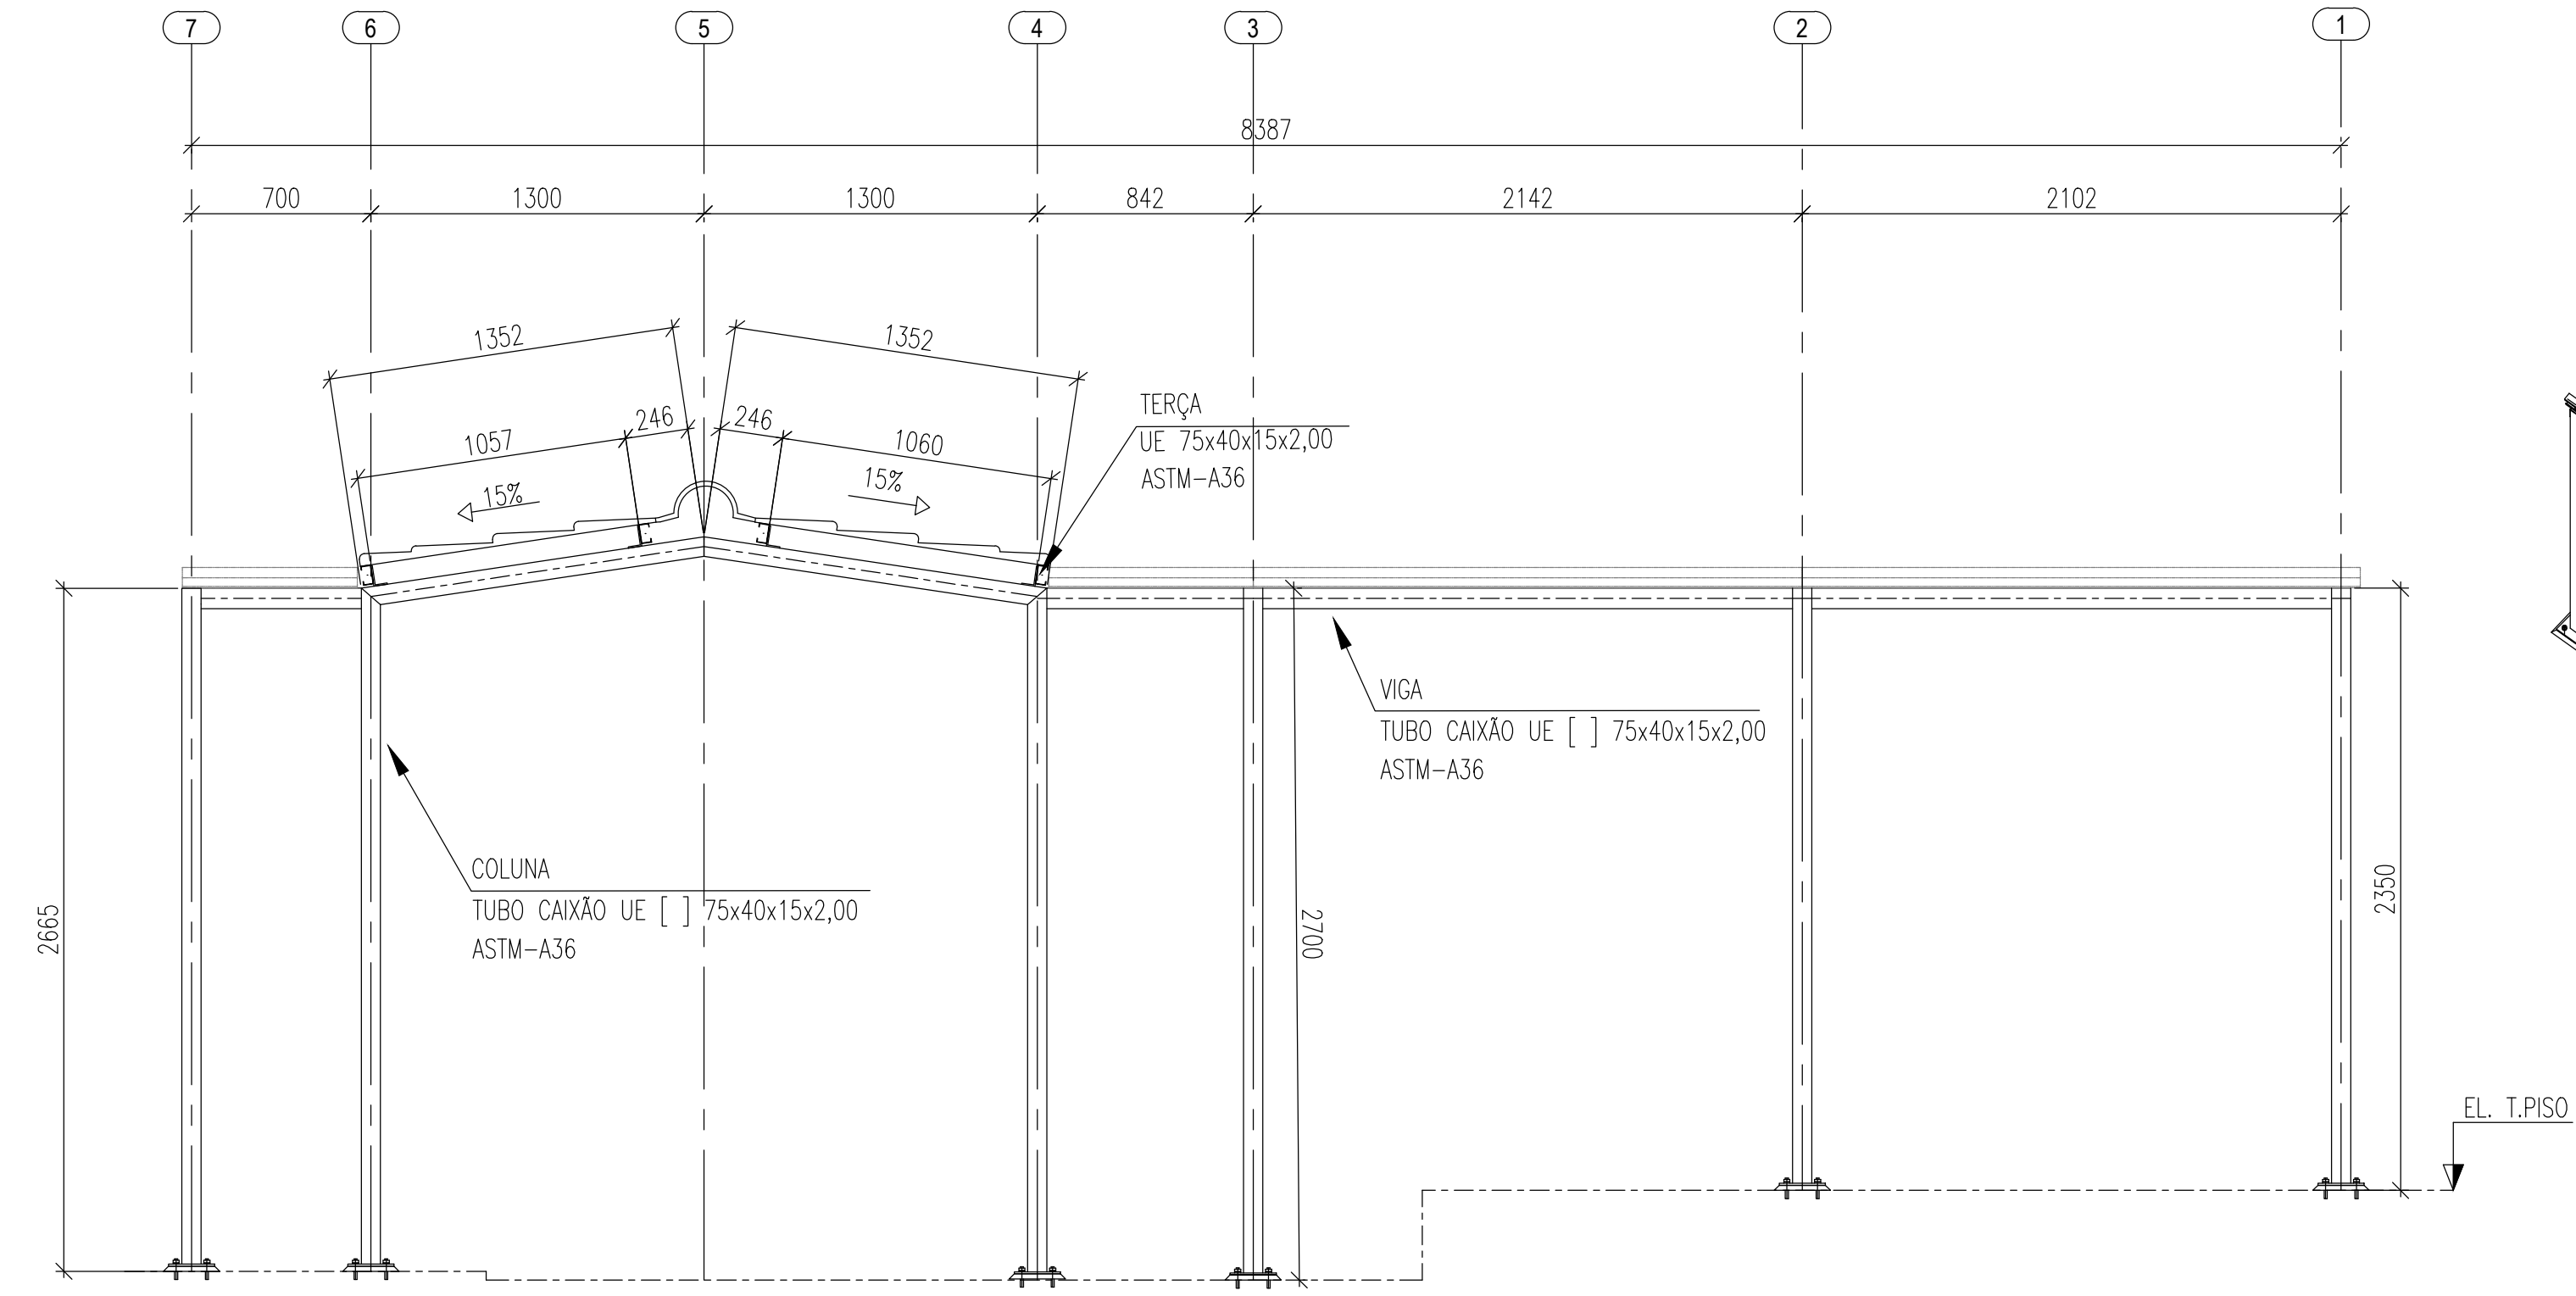 7 6 5 4 3 2 1
8387
700 1300 1300 842 2142 2102
1352 1352
246 246
1057 1060
15% 15%
TERÇA
UE 75x40x15x2,00
ASTM-A36
VIGA
TUBO CAIXÃO UE [ ] 75x40x15x2,00
ASTM-A36
COLUNA
TUBO CAIXÃO UE [ ] 75x40x15x2,00
ASTM-A36
2665
2700
2350
EL. T.PISO